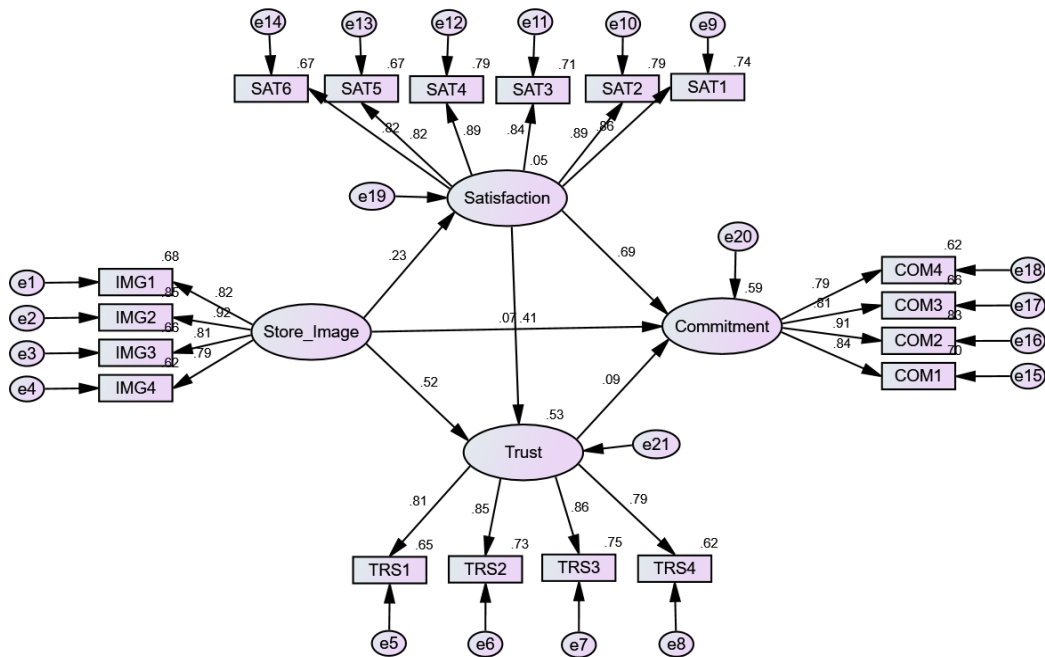 e14 e13 e12 e11 e10 e9
.67 .67 .79 .71 .79 .74
SAT6 SAT5 SAT4 SAT3 SAT2 SAT1
.82 .82 .89 .84 .89 .86
.05
e19 Satisfaction
e20
.23 .69
.68 .62
e1 IMG1 .82 .79 COM4 e18
.85 .59 .66
e2 IMG2 .92 .81 COM3 e17
.66 .83
Store_Image .07 .41 Commitment
e3 IMG3 .81 .91 COM2 e16
.62 .70
e4 IMG4 .79 .84 COM1 e15
.52 .09
.53
Trust e21
.81 .85 .86 .79
.65 .73 .75 .62
TRS1 TRS2 TRS3 TRS4
e5 e6 e7 e8